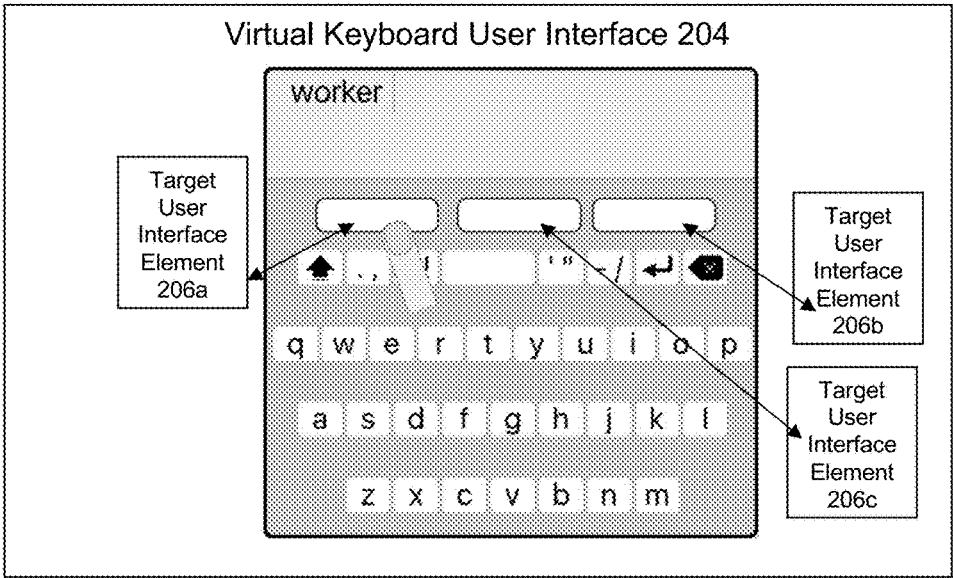 Virtual Keyboard User Interface 204
worker
Target
User
Interface
Element
206a
Target
User
Interface
Element
206b
. , '
' "
- /
q w e r t y u i o p
a s d f g h j k l
Target
User
Interface
Element
206c
z x c v b n m